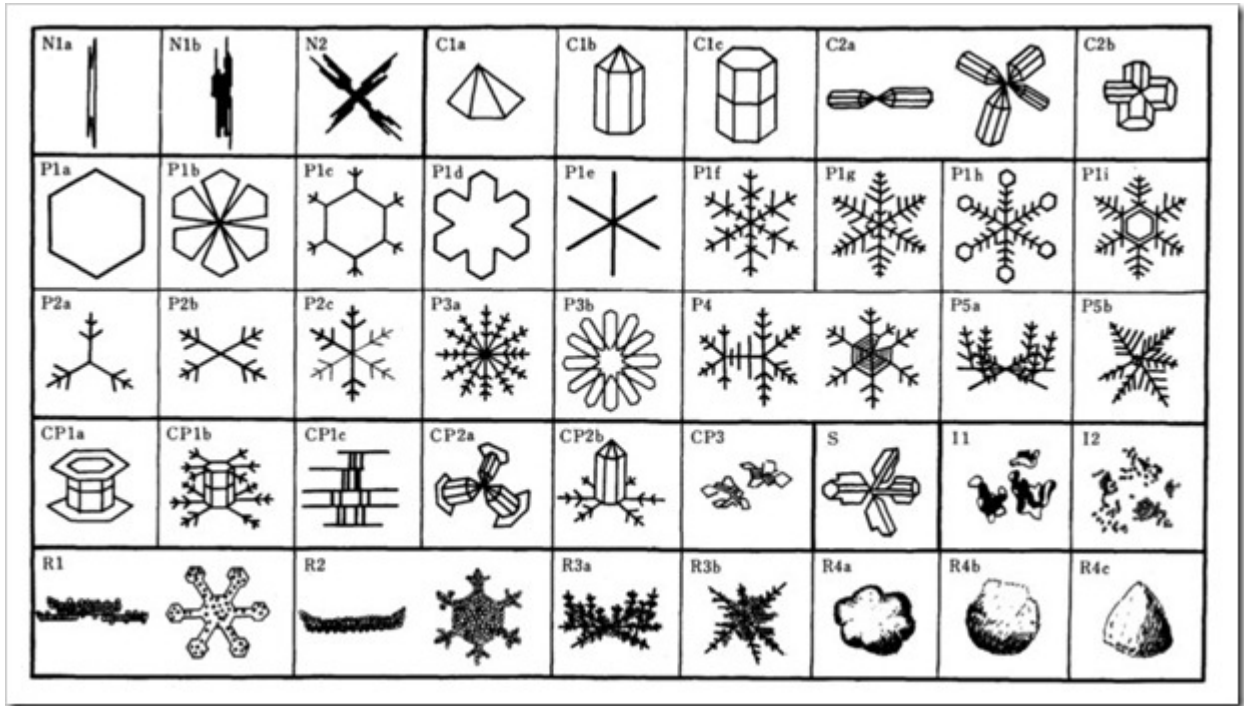 N1a N1b N2 C1a C1b C1c C2a C2b
P1a P1b P1c P1d P1e P1f P1g P1h P1i
P2a P2b P2c P3a P3b P4 P5a P5b
CP1a CP1b CP1c CP2a CP2b CP3 S I1 I2
R1 R2 R3a R3b R4a R4b R4c